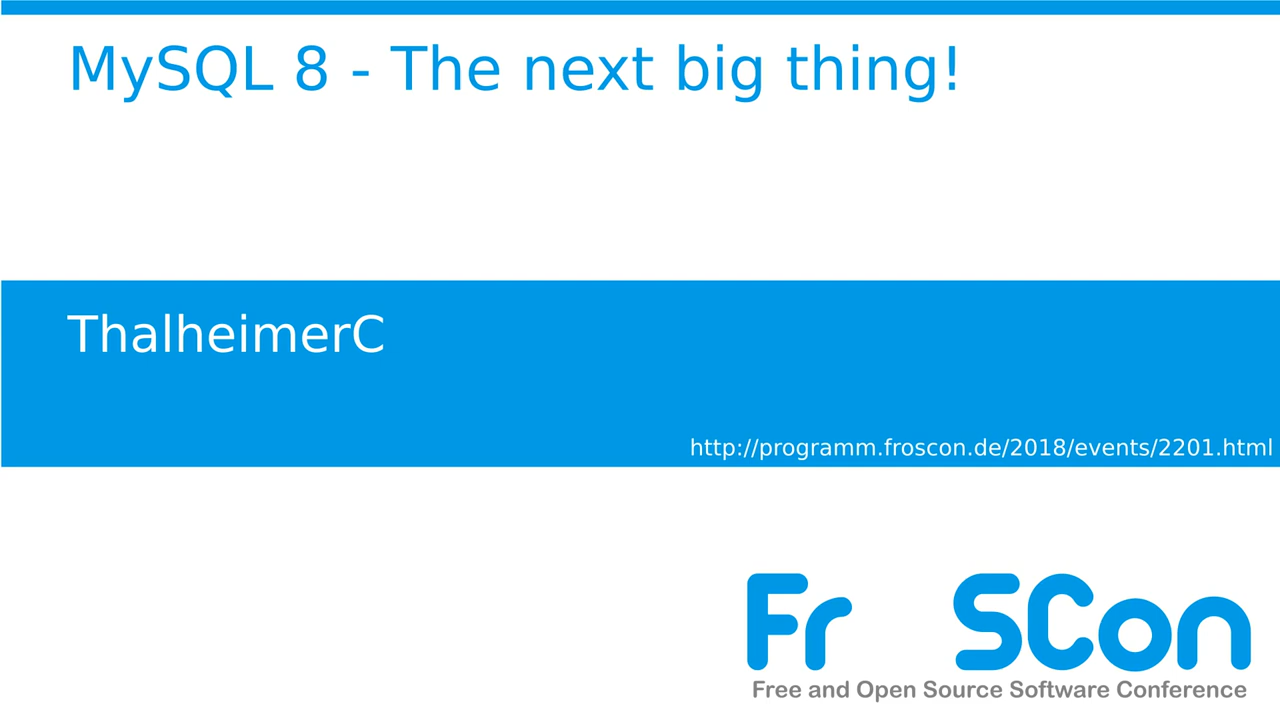 MySQL 8 - The next big thing!
ThalheimerC
http://programm.froscon.de/2018/events/2201.html
Fr SCon
Free and Open Source Software Conference